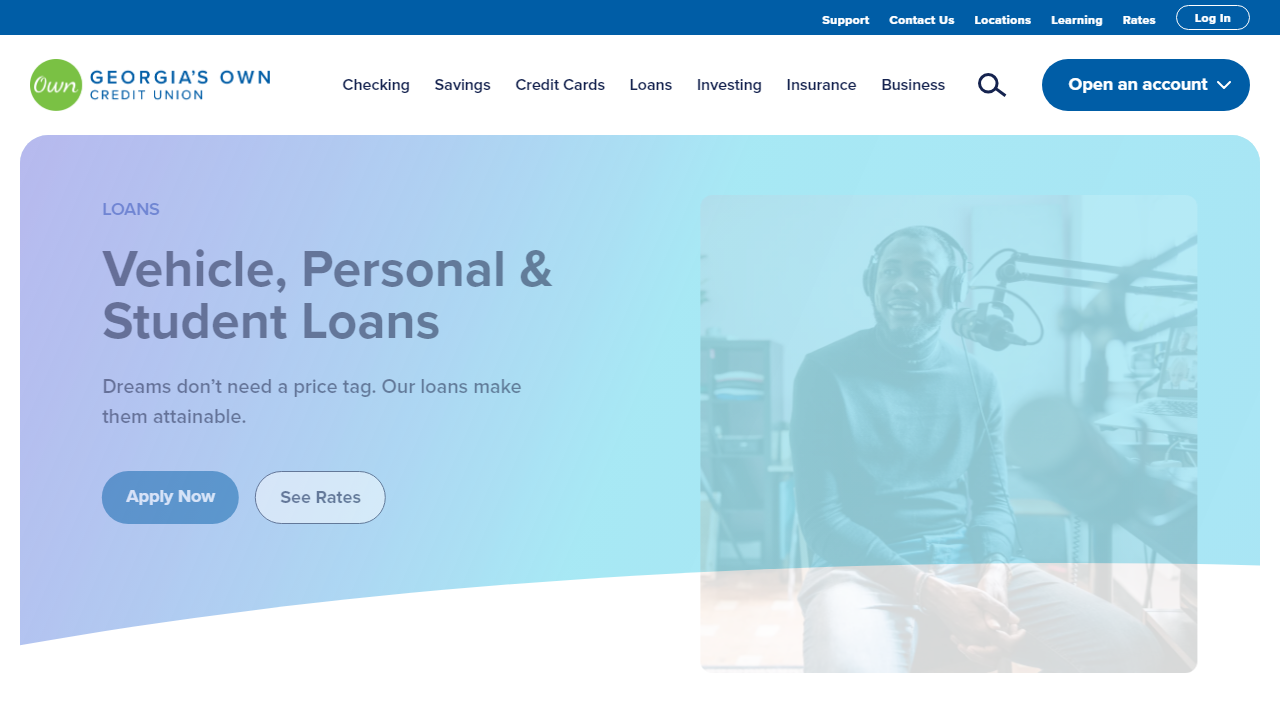 Support Contact Us Locations Learning Rates Log In
Own GEORGIA'S OWN
CREDIT UNION
Checking Savings Credit Cards Loans Investing Insurance Business Open an account
LOANS
Vehicle, Personal &
Student Loans
Dreams don’t need a price tag. Our loans make
them attainable.
Apply Now See Rates